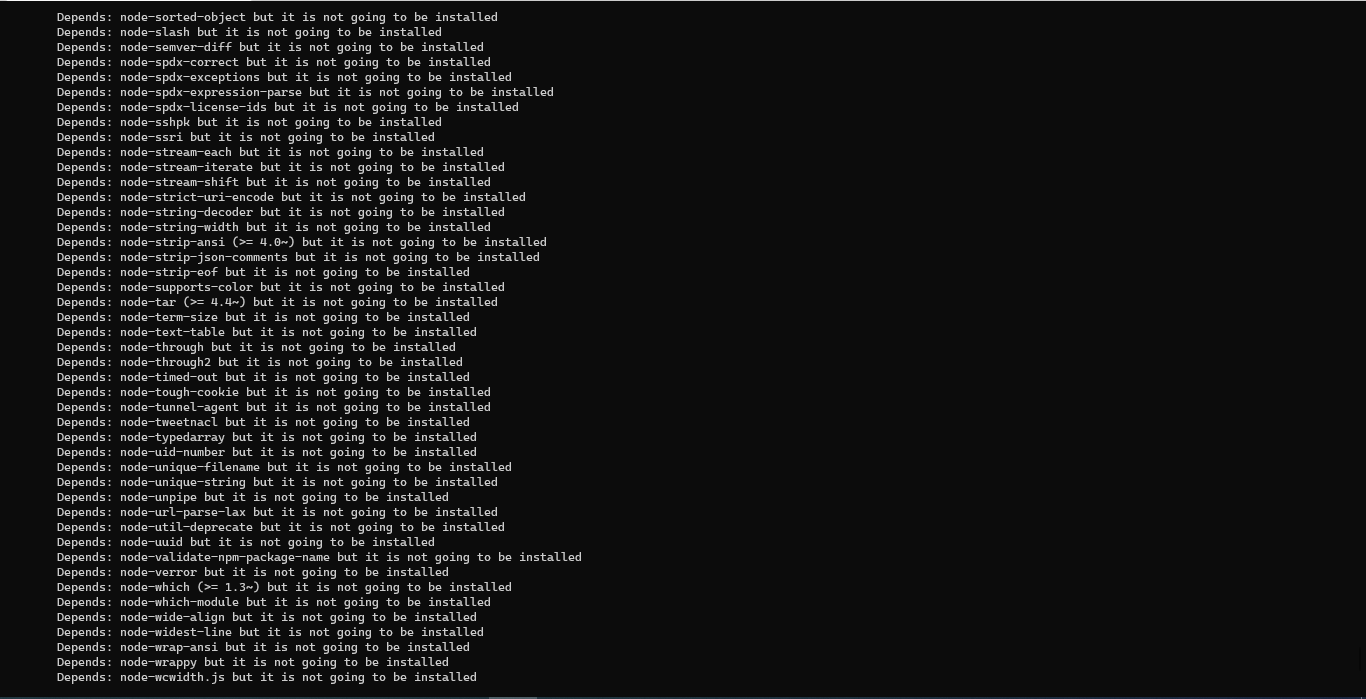 Depends: node-sorted-object but it is not going to be installed
Depends: node-slash but it is not going to be installed
Depends: node-semver-diff but it is not going to be installed
Depends: node-spdx-correct but it is not going to be installed
Depends: node-spdx-exceptions but it is not going to be installed
Depends: node-spdx-expression-parse but it is not going to be installed
Depends: node-spdx-license-ids but it is not going to be installed
Depends: node-sshpk but it is not going to be installed
Depends: node-ssri but it is not going to be installed
Depends: node-stream-each but it is not going to be installed
Depends: node-stream-iterate but it is not going to be installed
Depends: node-stream-shift but it is not going to be installed
Depends: node-strict-uri-encode but it is not going to be installed
Depends: node-string-decoder but it is not going to be installed
Depends: node-string-width but it is not going to be installed
Depends: node-strip-ansi (>= 4.0~) but it is not going to be installed
Depends: node-strip-json-comments but it is not going to be installed
Depends: node-strip-eof but it is not going to be installed
Depends: node-supports-color but it is not going to be installed
Depends: node-tar (>= 4.4~) but it is not going to be installed
Depends: node-term-size but it is not going to be installed
Depends: node-text-table but it is not going to be installed
Depends: node-through but it is not going to be installed
Depends: node-through2 but it is not going to be installed
Depends: node-timed-out but it is not going to be installed
Depends: node-tough-cookie but it is not going to be installed
Depends: node-tunnel-agent but it is not going to be installed
Depends: node-tweetnacl but it is not going to be installed
Depends: node-typedarray but it is not going to be installed
Depends: node-uid-number but it is not going to be installed
Depends: node-unique-filename but it is not going to be installed
Depends: node-unique-string but it is not going to be installed
Depends: node-unpipe but it is not going to be installed
Depends: node-url-parse-lax but it is not going to be installed
Depends: node-util-deprecate but it is not going to be installed
Depends: node-uuid but it is not going to be installed
Depends: node-validate-npm-package-name but it is not going to be installed
Depends: node-verror but it is not going to be installed
Depends: node-which (>= 1.3~) but it is not going to be installed
Depends: node-which-module but it is not going to be installed
Depends: node-wide-align but it is not going to be installed
Depends: node-widest-line but it is not going to be installed
Depends: node-wrap-ansi but it is not going to be installed
Depends: node-wrappy but it is not going to be installed
Depends: node-wcwidth.js but it is not going to be installed